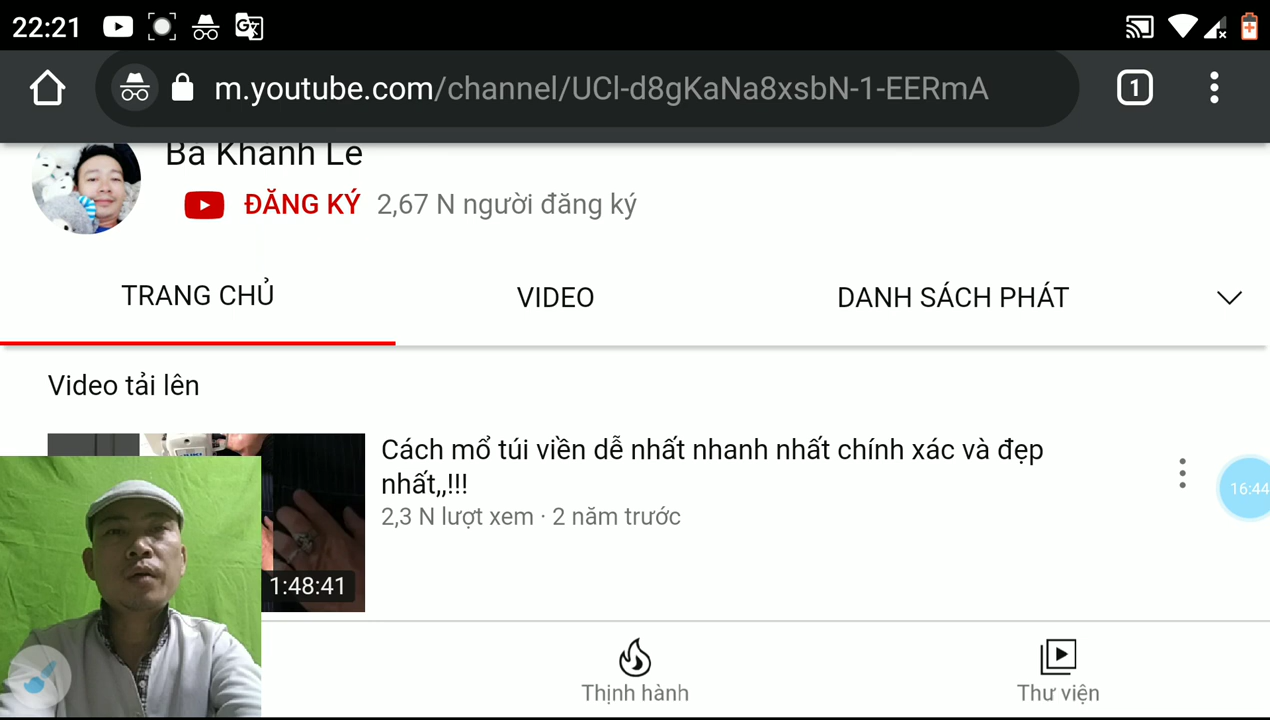 22:21
m.youtube.com/channel/UCl-d8gKaNa8xsbN-1-EERmA
1
Ba Khanh Le
ĐĂNG KÝ 2,67 N người đăng ký
TRANG CHỦ VIDEO DANH SÁCH PHÁT
Video tải lên
Cách mổ túi viền dễ nhất nhanh nhất chính xác và đẹp
nhất,,!!!
2,3 N lượt xem · 2 năm trước
16:44
1:48:41
Thịnh hành Thư viện